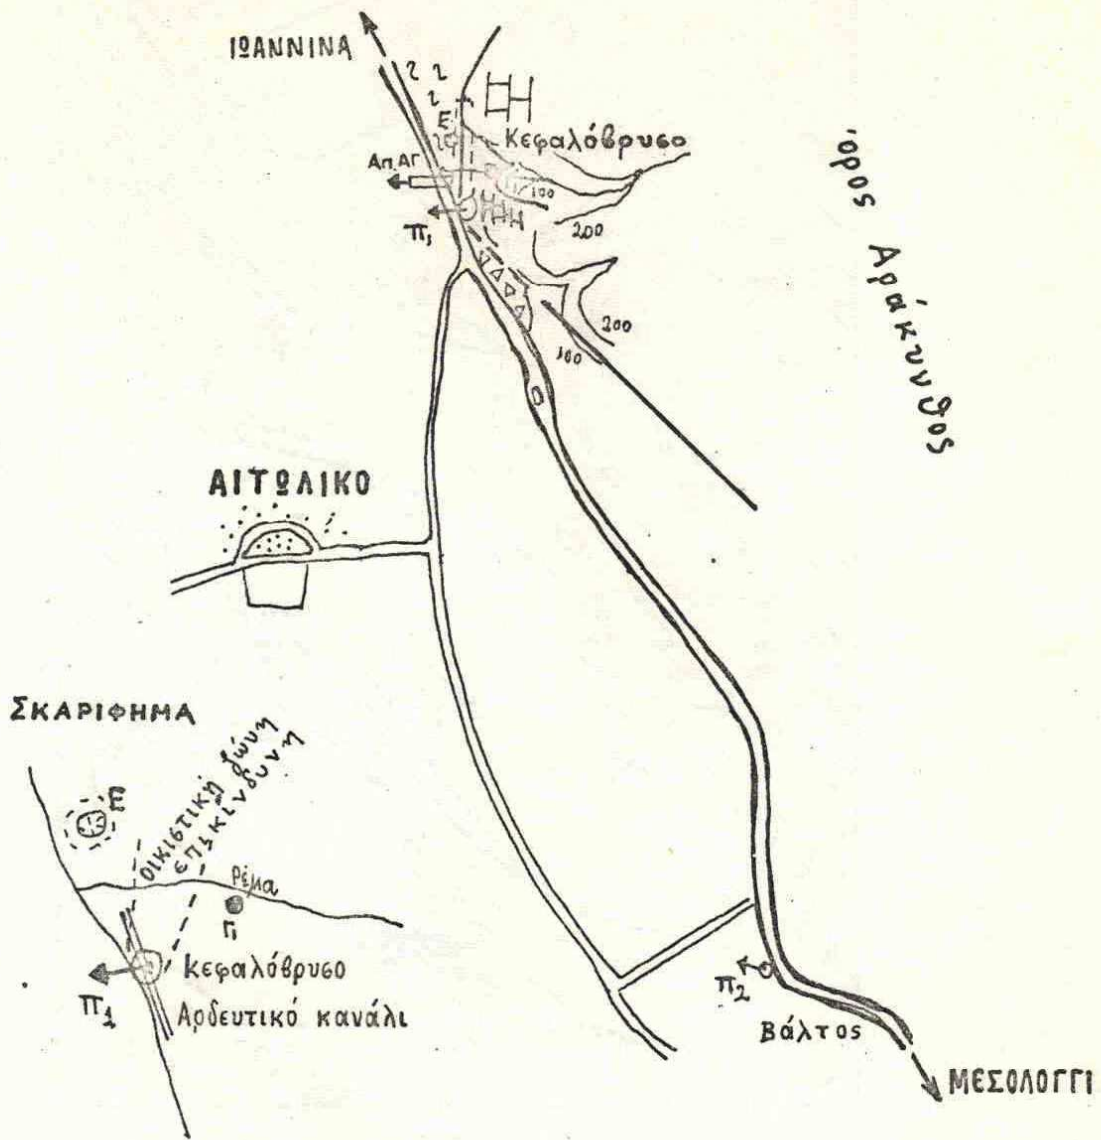 ΙΩΑΝΝΙΝΑ
Ε
Κεφαλόβρυσο
Απ.ΑΓ
100
Π₁
200
200
100
όρος Αράκυνθος
ΑΙΤΩΛΙΚΟ
ΣΚΑΡΙΦΗΜΑ
Οικιστική ζώνη
επικίνδυνη
Ε
Ρέμα
Γ₁
Κεφαλόβρυσο
Π₁
Αρδευτικό κανάλι
Π₂
Βάλτος
ΜΕΣΟΛΟΓΓΙ